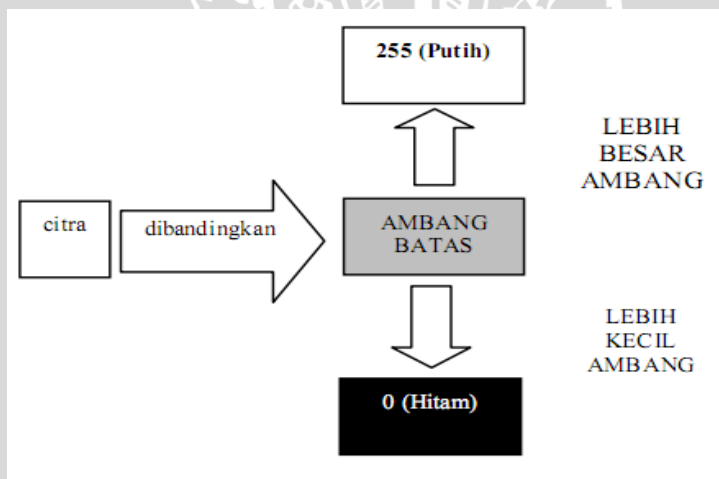 255 (Putih)
LEBIH
BESAR
AMBANG
citra
dibandingkan
AMBANG
BATAS
LEBIH
KECIL
AMBANG
0 (Hitam)